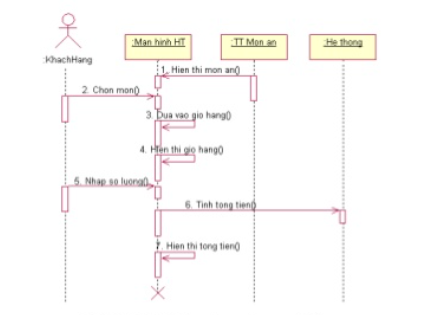 :Man hinh HT
:TT Mon an
:He thong
:KhachHang
1. Hien thi mon an()
2. Chon mon()
3. Dua vao gio hang()
4. Hien thi gio hang()
5. Nhap so luong()
6. Tinh tong tien()
7. Hien thi tong tien()